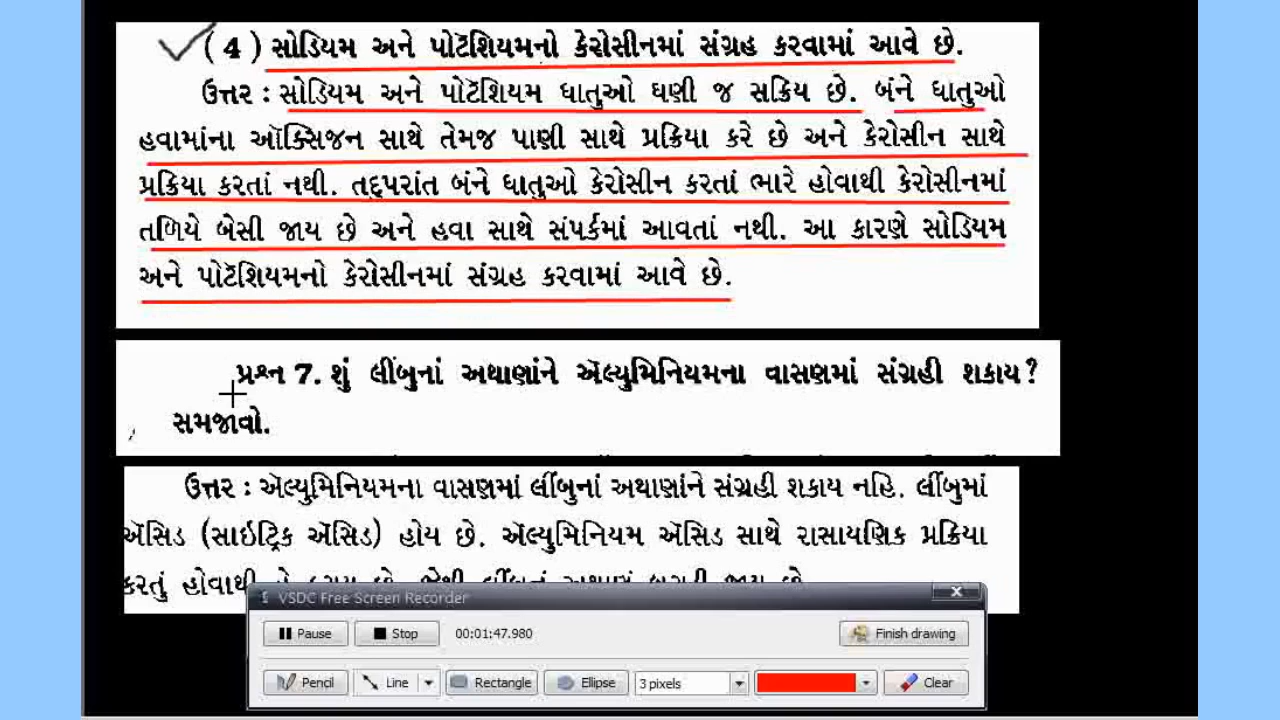 (4) સોડિયમ અને પોટૅશિયમનો કેરોસીનમાં સંગ્રહ કરવામાં આવે છે.
ઉત્તર : સોડિયમ અને પોટૅશિયમ ધાતુઓ ઘણી જ સક્રિય છે. બંને ધાતુઓ
હવામાંના ઑક્સિજન સાથે તેમજ પાણી સાથે પ્રક્રિયા કરે છે અને કેરોસીન સાથે
પ્રક્રિયા કરતાં નથી. તદ્દુપરાંત બંને ધાતુઓ કેરોસીન કરતાં ભારે હોવાથી કેરોસીનમાં
તળિયે બેસી જાય છે અને હવા સાથે સંપર્કમાં આવતાં નથી. આ કારણે સોડિયમ
અને પોટૅશિયમનો કેરોસીનમાં સંગ્રહ કરવામાં આવે છે.
પ્રશ્ન 7. શું લીંબુનાં અથાણાંને ઍલ્યુમિનિયમના વાસણમાં સંગ્રહી શકાય?
સમજાવો.
ઉત્તર : ઍલ્યુમિનિયમના વાસણમાં લીંબુનાં અથાણાંને સંગ્રહી શકાય નહિ. લીંબુમાં
ઍસિડ (સાઇટ્રિક ઍસિડ) હોય છે. ઍલ્યુમિનિયમ ઍસિડ સાથે રાસાયણિક પ્રક્રિયા
કરતું હોવાથી
VSDC Free Screen Recorder
Pause Stop 00:01:47.980 Finish drawing
Pencil Line Rectangle Ellipse 3 pixels Clear